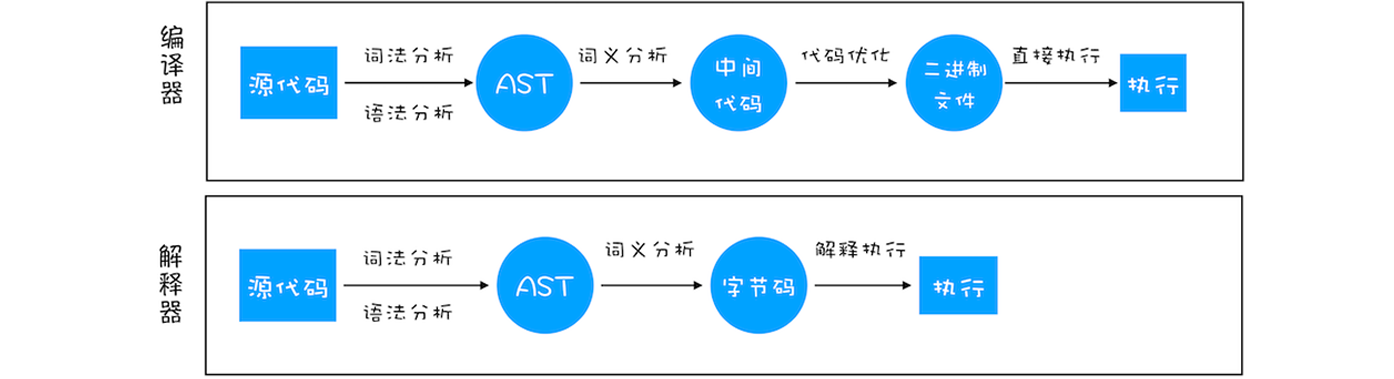 编译器
源代码
词法分析
语法分析
AST
词义分析
中间
代码
代码优化
二进制
文件
直接执行
执行
解释器
源代码
词法分析
语法分析
AST
词义分析
字节码
解释执行
执行